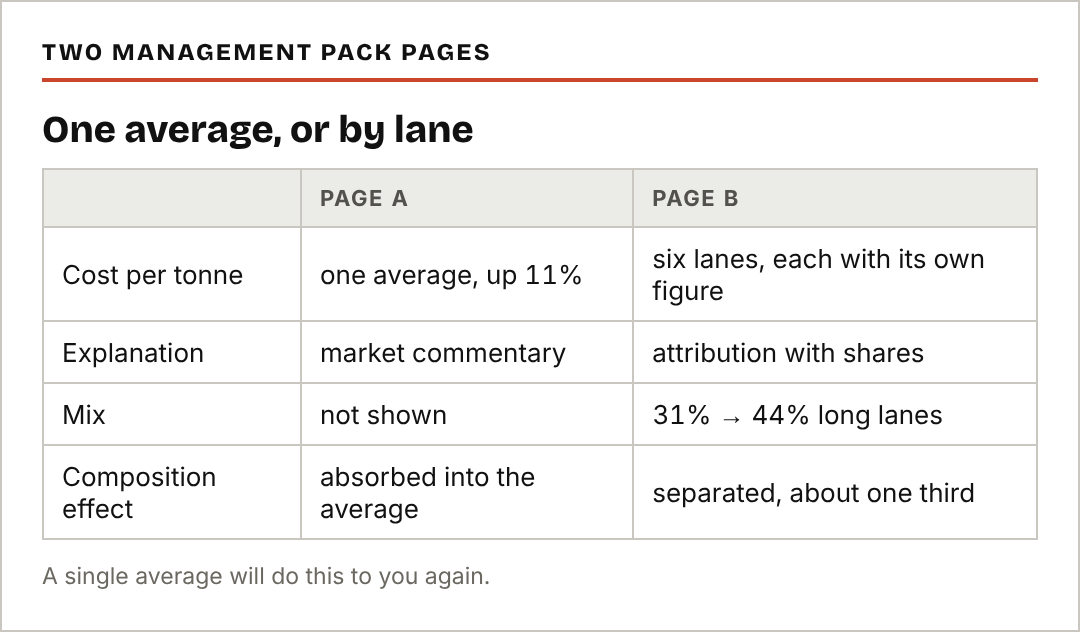 TWO MANAGEMENT PACK PAGES
One average, or by lane
PAGE A
PAGE B
Cost per tonne
one average, up 11%
six lanes, each with its own
figure
Explanation
market commentary
attribution with shares
Mix
not shown
31% → 44% long lanes
Composition
effect
absorbed into the
average
separated, about one third
A single average will do this to you again.